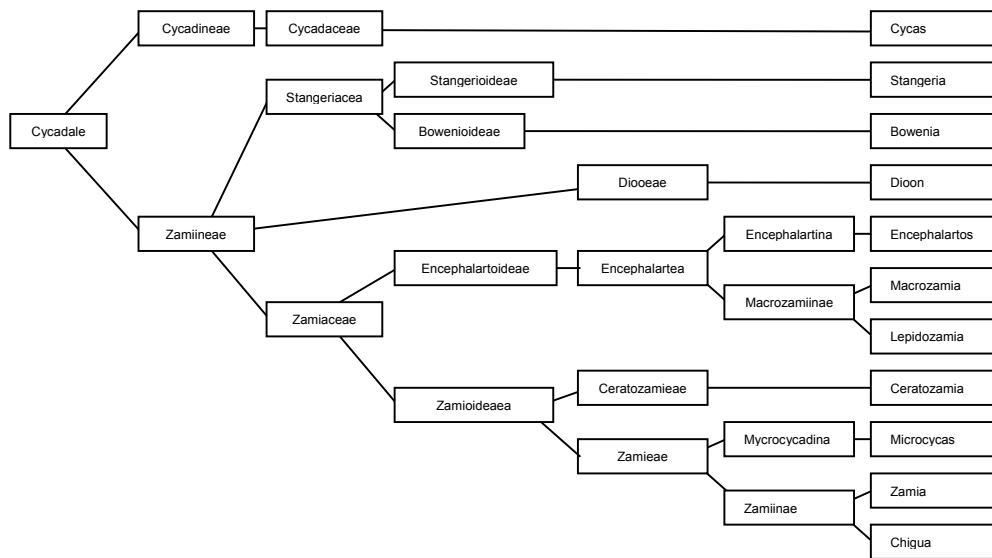 Cycadineae
Cycadaceae
Cycas
Stangerioideae
Stangeria
Stangeriacea
Cycadale
Bowenioideae
Bowenia
Diooeae
Dioon
Zamiineae
Encephalartina
Encephalartos
Encephalartoideae
Encephalartea
Macrozamia
Macrozamiinae
Zamiaceae
Lepidozamia
Ceratozamieae
Ceratozamia
Zamioideaea
Mycrocycadina
Microcycas
Zamieae
Zamia
Zamiinae
Chigua